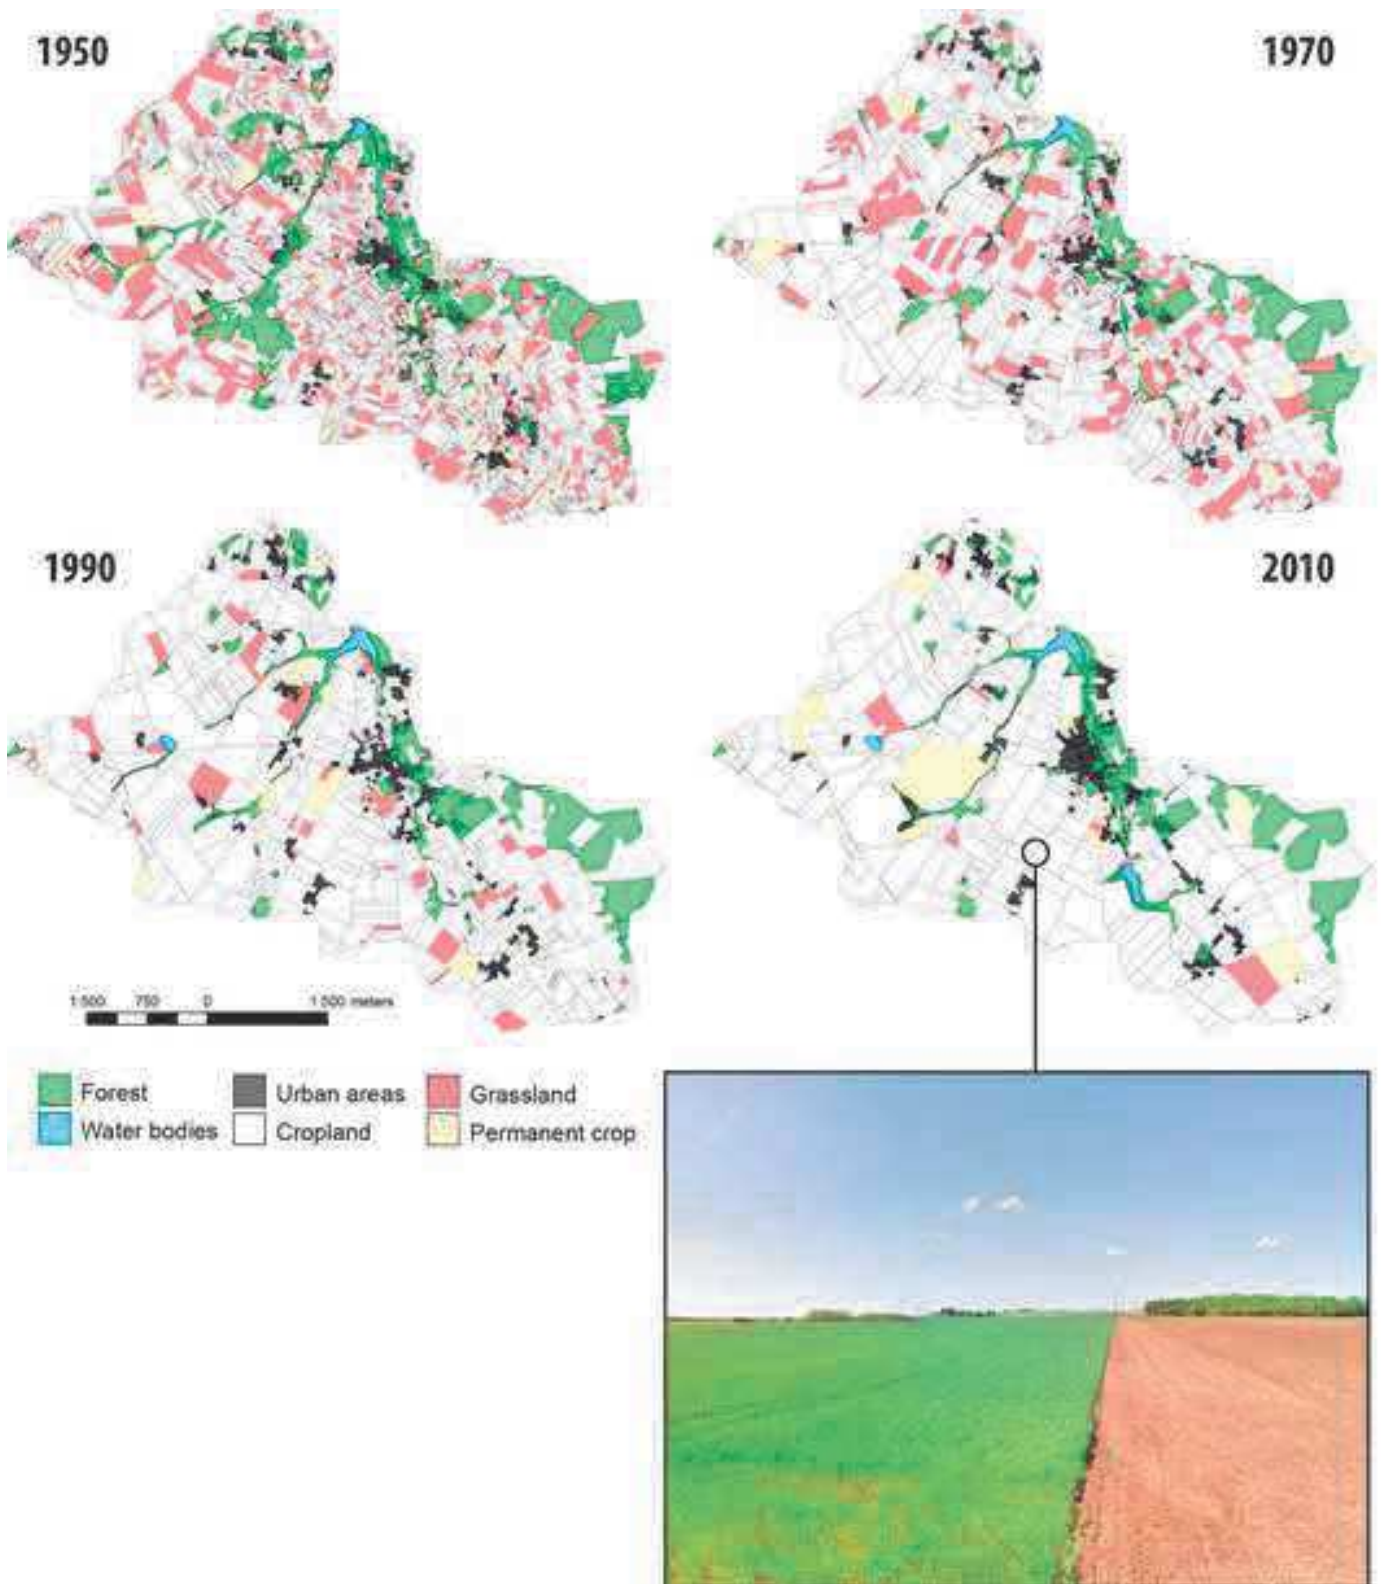 1950
1970
1990
2010
1 500 750 0 1 500 meters
Forest
Urban areas
Grassland
Water bodies
Cropland
Permanent crop